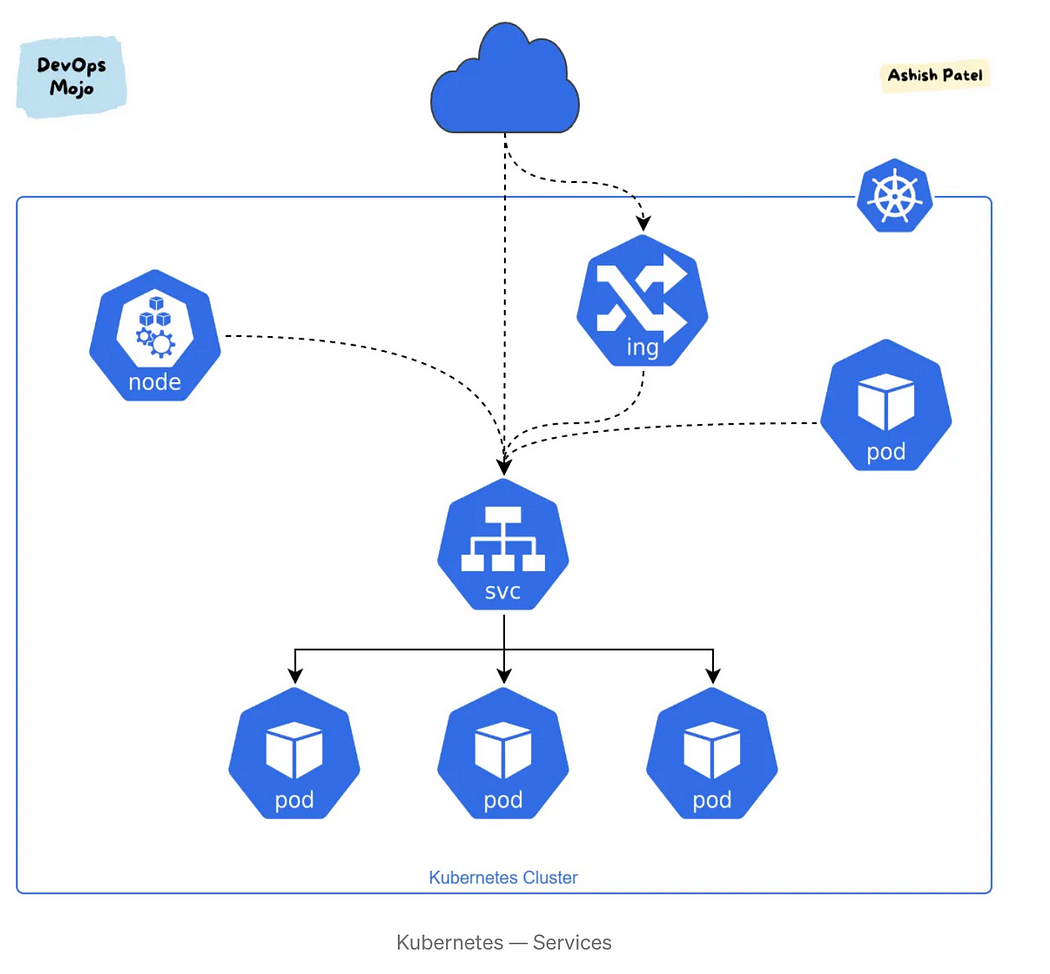 DevOps
Mojo
Ashish Patel
node
ing
pod
svc
pod
pod
pod
Kubernetes Cluster
Kubernetes — Services